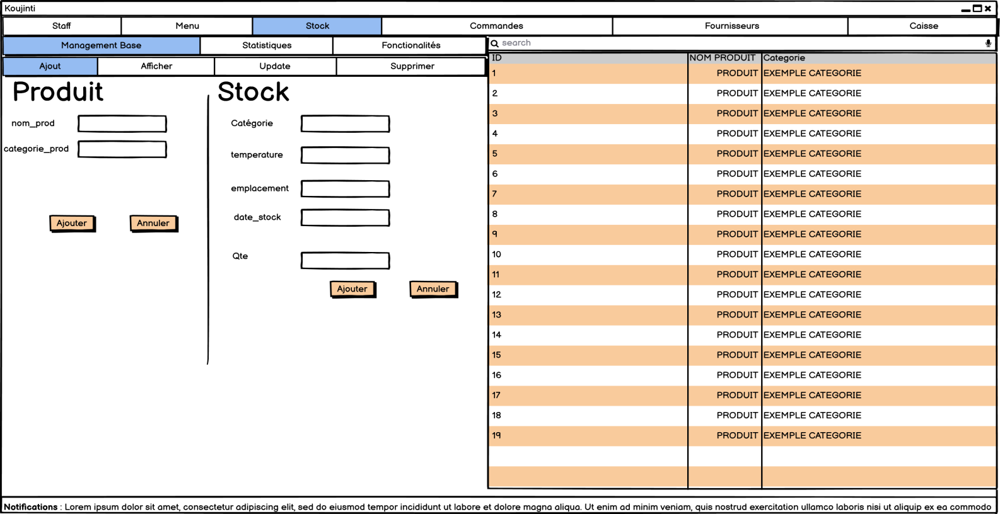 Koujinti
Staff Menu Stock Commandes Fournisseurs Caisse
Management Base Statistiques Fonctionalités
search
Ajout Afficher Update Supprimer
Produit
nom_prod
categorie_prod
Ajouter Annuler
Stock
Catégorie
temperature
emplacement
date_stock
Qte
Ajouter Annuler
ID NOM PRODUIT Categorie
1 PRODUIT EXEMPLE CATEGORIE
2 PRODUIT EXEMPLE CATEGORIE
3 PRODUIT EXEMPLE CATEGORIE
4 PRODUIT EXEMPLE CATEGORIE
5 PRODUIT EXEMPLE CATEGORIE
6 PRODUIT EXEMPLE CATEGORIE
7 PRODUIT EXEMPLE CATEGORIE
8 PRODUIT EXEMPLE CATEGORIE
9 PRODUIT EXEMPLE CATEGORIE
10 PRODUIT EXEMPLE CATEGORIE
11 PRODUIT EXEMPLE CATEGORIE
12 PRODUIT EXEMPLE CATEGORIE
13 PRODUIT EXEMPLE CATEGORIE
14 PRODUIT EXEMPLE CATEGORIE
15 PRODUIT EXEMPLE CATEGORIE
16 PRODUIT EXEMPLE CATEGORIE
17 PRODUIT EXEMPLE CATEGORIE
18 PRODUIT EXEMPLE CATEGORIE
19 PRODUIT EXEMPLE CATEGORIE
Notifications : Lorem ipsum dolor sit amet, consectetur adipiscing elit, sed do eiusmod tempor incididunt ut labore et dolore magna aliqua. Ut enim ad minim veniam, quis nostrud exercitation ullamco laboris nisi ut aliquip ex ea commodo